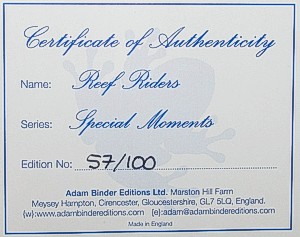 Certificate of Authenticity
Name: Reef Riders
Series: Special Moments
Edition No: 57/100
Adam Binder Editions Ltd. Marston Hill Farm
Meysey Hampton, Cirencester, Gloucestershire, GL7 5LQ, England.
(w):www.adambindereditions.com (e):adam@adambindereditions.com
Made in England